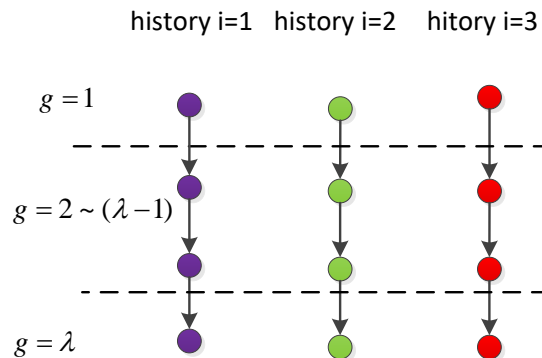 history i=1 history i=2 hitory i=3
g = 1
g = 2 ~ (λ −1)
g = λ